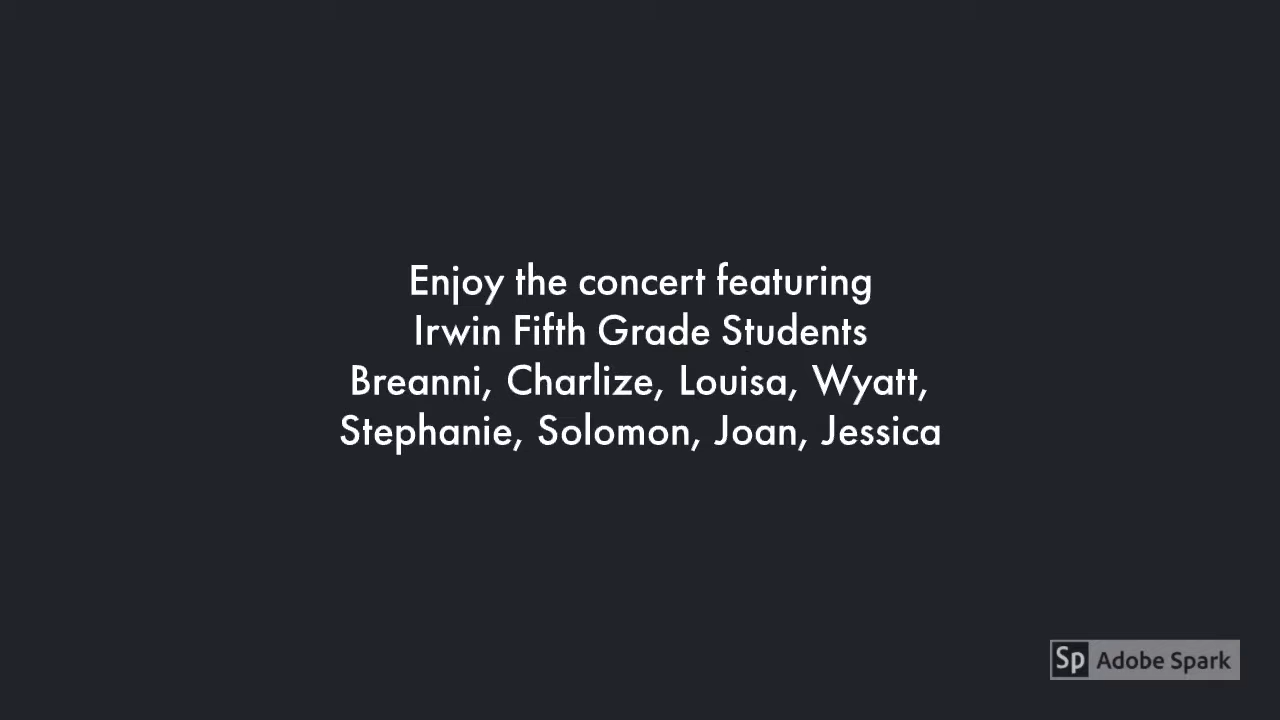 Enjoy the concert featuring
Irwin Fifth Grade Students
Breanni, Charlize, Louisa, Wyatt,
Stephanie, Solomon, Joan, Jessica
Sp Adobe Spark